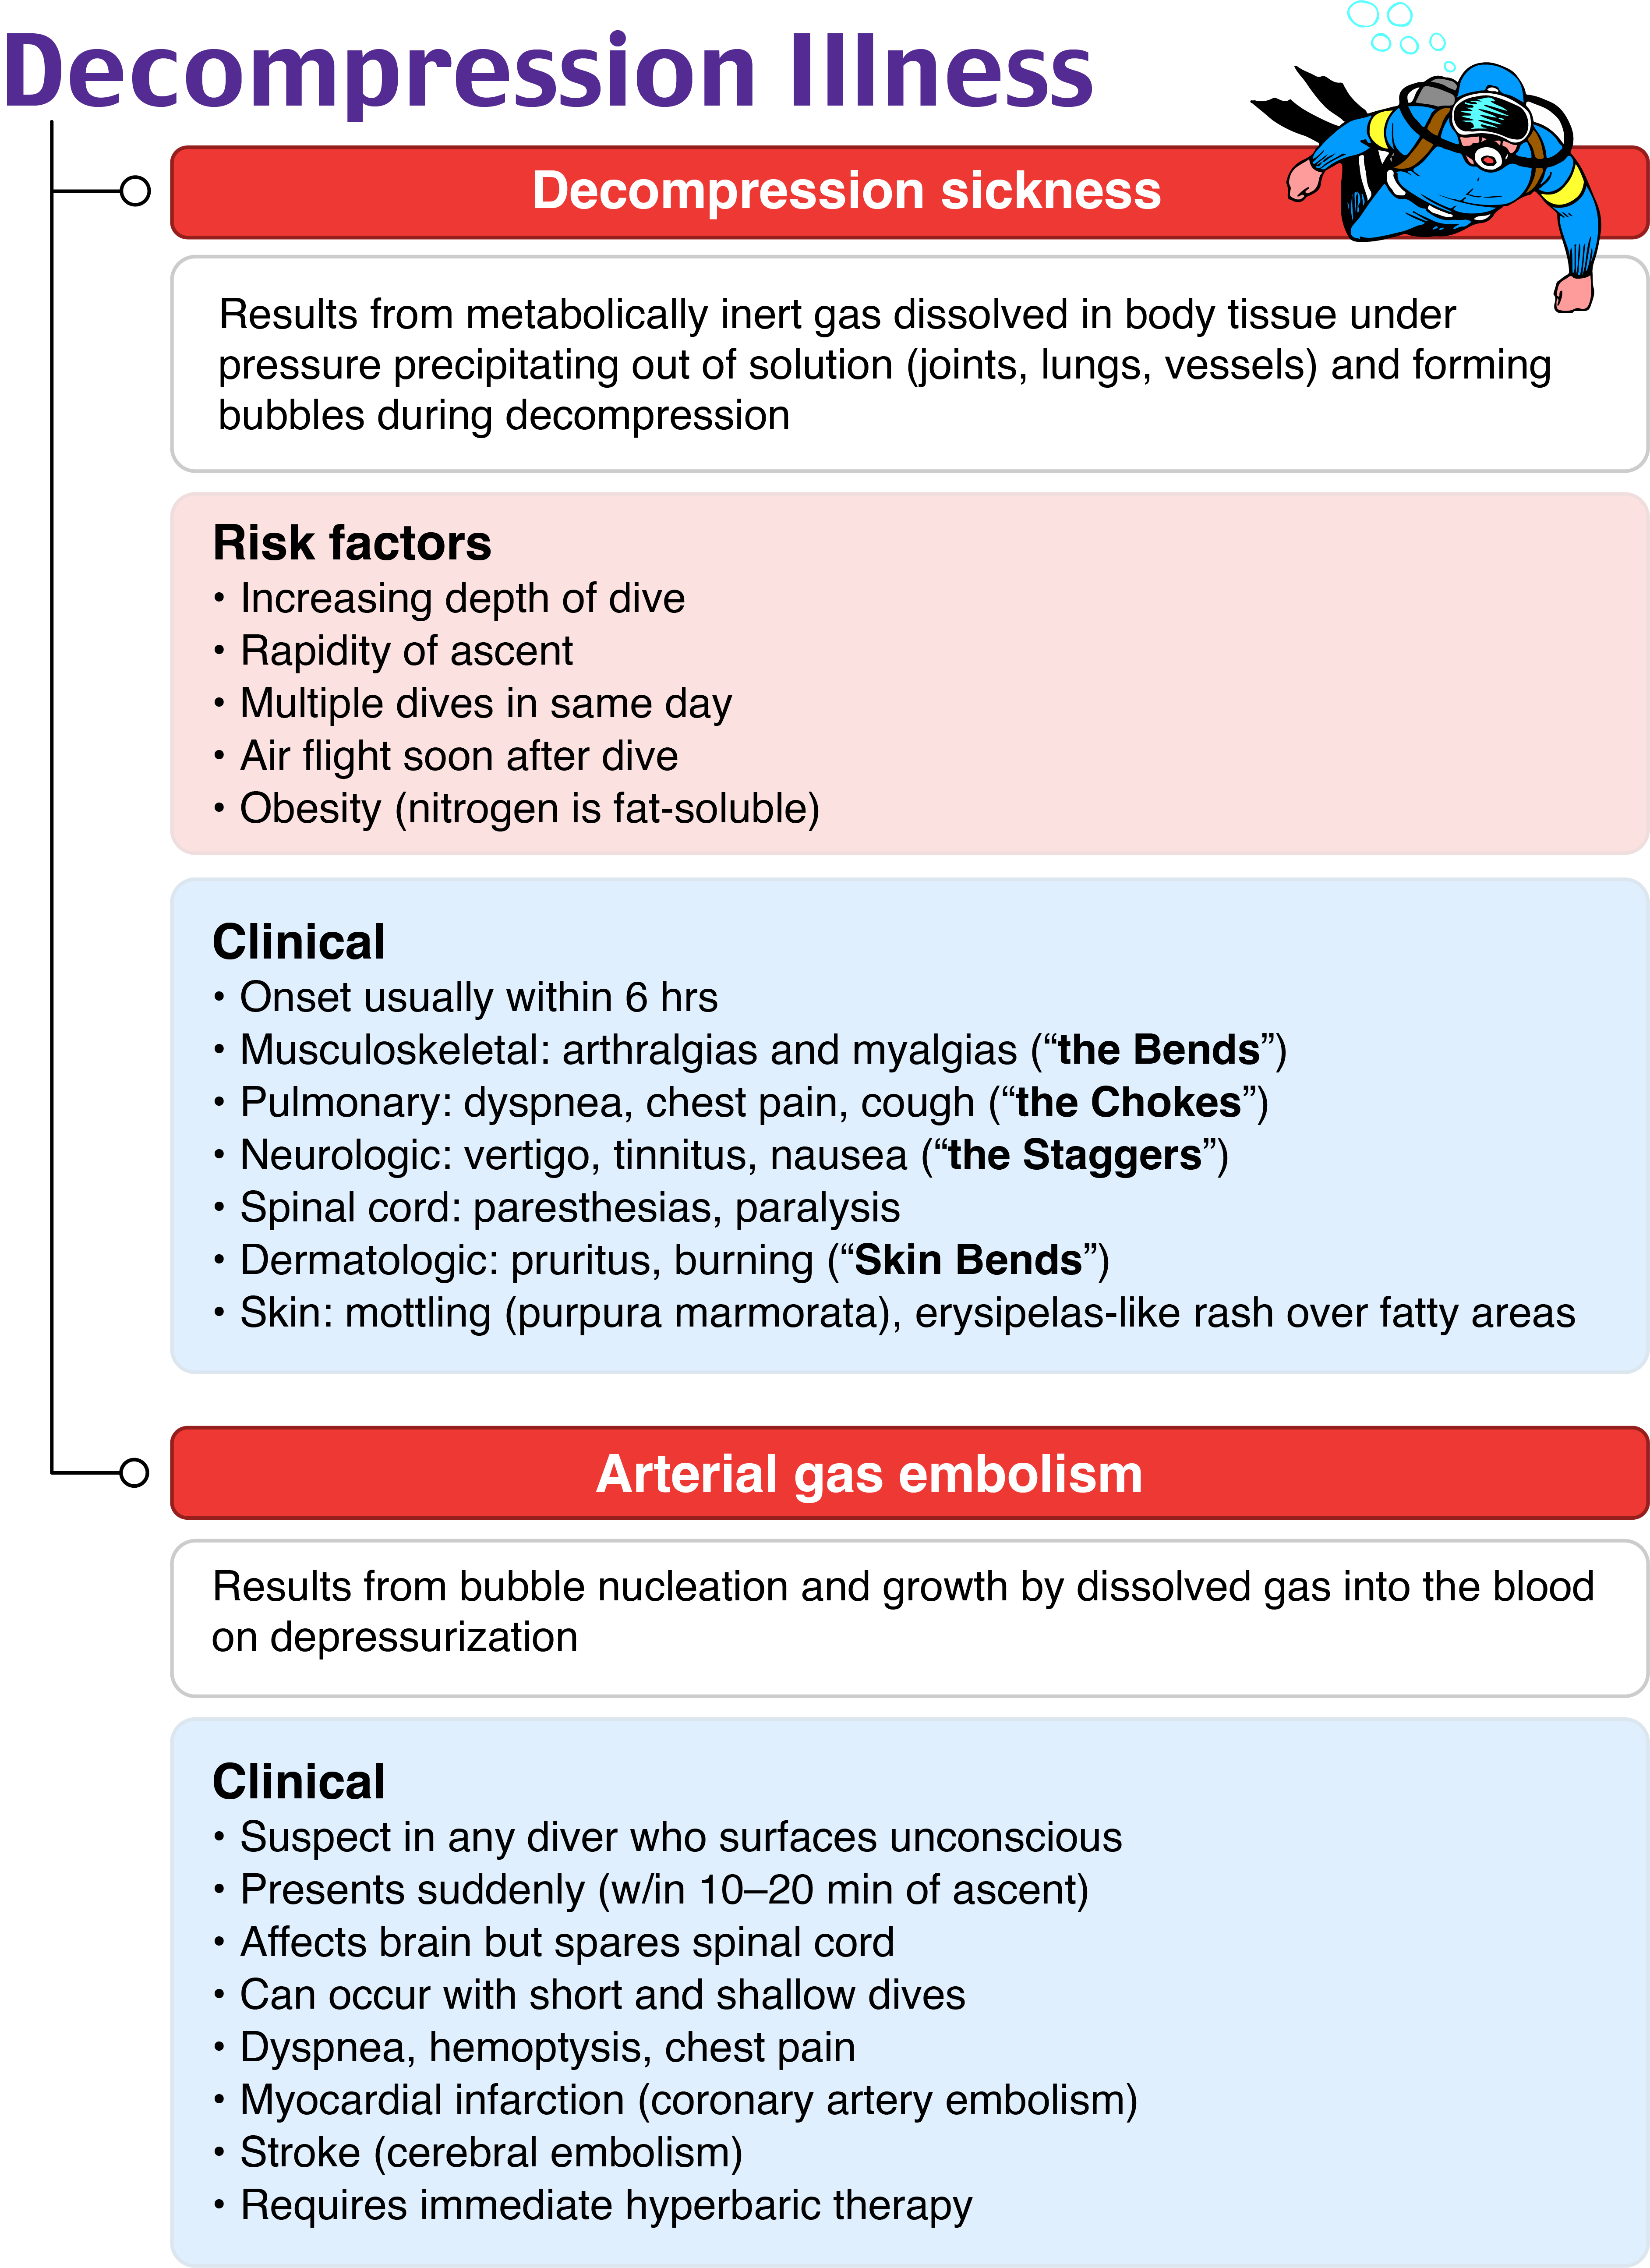 Decompression Illness
Decompression sickness
Results from metabolically inert gas dissolved in body tissue under
pressure precipitating out of solution (joints, lungs, vessels) and forming
bubbles during decompression
Risk factors
• Increasing depth of dive
• Rapidity of ascent
• Multiple dives in same day
• Air flight soon after dive
• Obesity (nitrogen is fat-soluble)
Clinical
• Onset usually within 6 hrs
• Musculoskeletal: arthralgias and myalgias (“the Bends”)
• Pulmonary: dyspnea, chest pain, cough (“the Chokes”)
• Neurologic: vertigo, tinnitus, nausea (“the Staggers”)
• Spinal cord: paresthesias, paralysis
• Dermatologic: pruritus, burning (“Skin Bends”)
• Skin: mottling (purpura marmorata), erysipelas-like rash over fatty areas
Arterial gas embolism
Results from bubble nucleation and growth by dissolved gas into the blood
on depressurization
Clinical
• Suspect in any diver who surfaces unconscious
• Presents suddenly (w/in 10–20 min of ascent)
• Affects brain but spares spinal cord
• Can occur with short and shallow dives
• Dyspnea, hemoptysis, chest pain
• Myocardial infarction (coronary artery embolism)
• Stroke (cerebral embolism)
• Requires immediate hyperbaric therapy